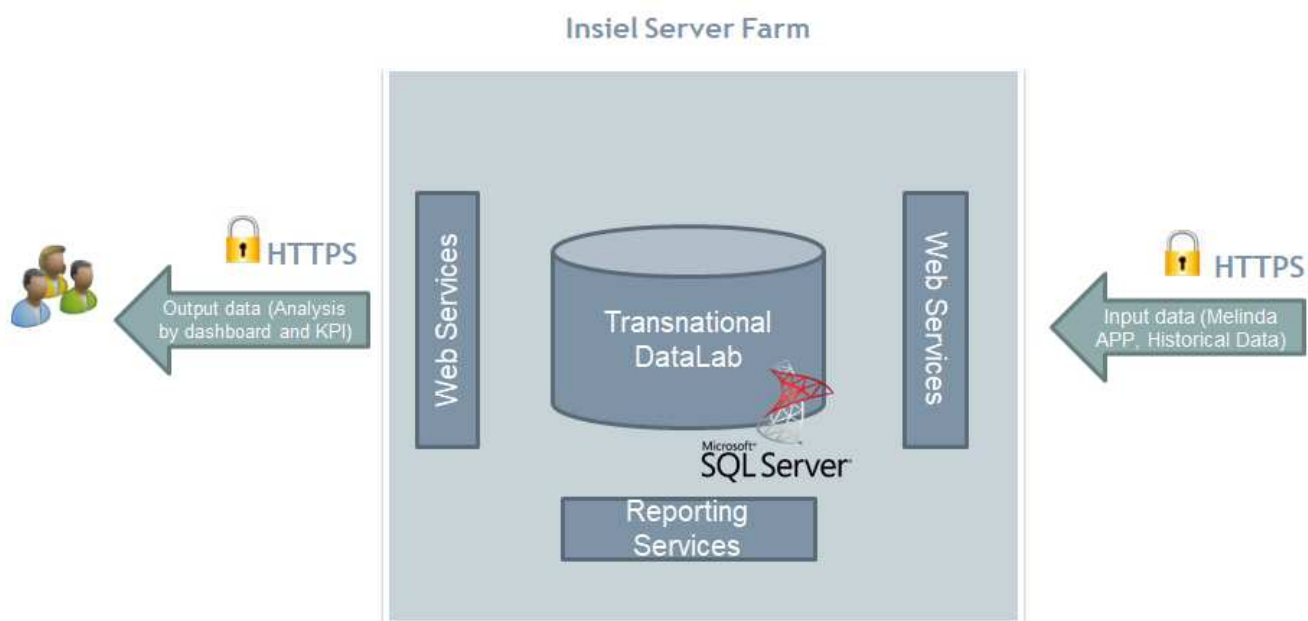 Insiel Server Farm
HTTPS
Output data (Analysis
by dashboard and KPI)
Web Services
Transnational
DataLab
Microsoft
SQL Server
Reporting
Services
Web Services
HTTPS
Input data (Melinda
APP, Historical Data)